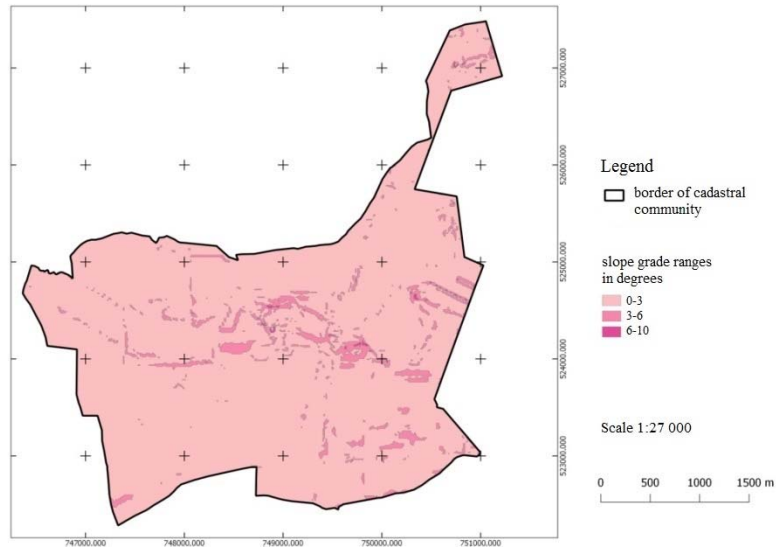 527000.000
526000.000
525000.000
524000.000
523000.000
747000.000
748000.000
749000.000
750000.000
751000.000
Legend
border of cadastral
community
slope grade ranges
in degrees
0-3
3-6
6-10
Scale 1:27 000
0 500 1000 1500 m